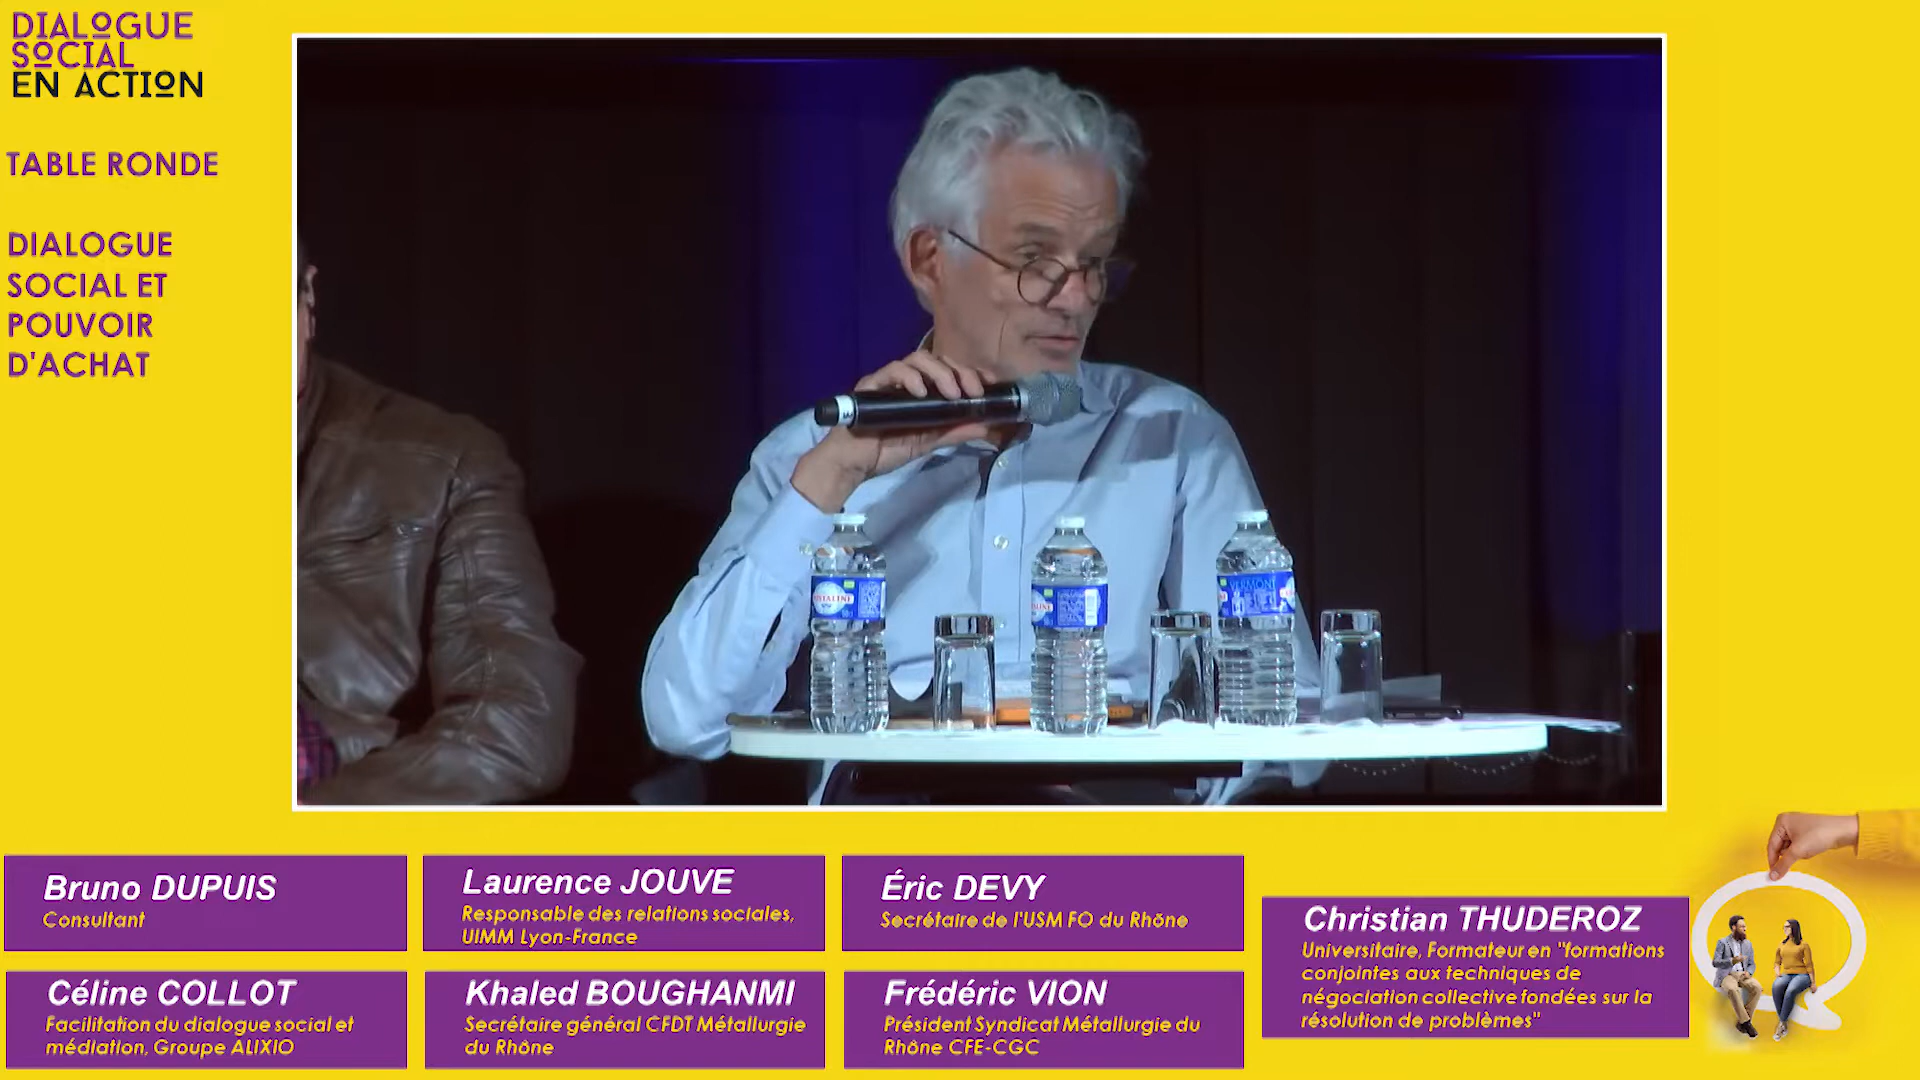 DIALOGUE
SOCIAL
EN ACTION
TABLE RONDE
DIALOGUE
SOCIAL ET
POUVOIR
D'ACHAT
VERMONT
Bruno DUPUIS
Consultant
Laurence JOUVE
Responsable des relations sociales,
UIMM Lyon-France
Éric DEVY
Secrétaire de l'USM FO du Rhône
Céline COLLOT
Facilitation du dialogue social et
médiation, Groupe ALIXIO
Khaled BOUGHANMI
Secrétaire général CFDT Métallurgie
du Rhône
Frédéric VION
Président Syndicat Métallurgie du
Rhône CFE-CGC
Christian THUDEROZ
Universitaire, Formateur en "formations
conjointes aux techniques de
négociation collective fondées sur la
résolution de problèmes"